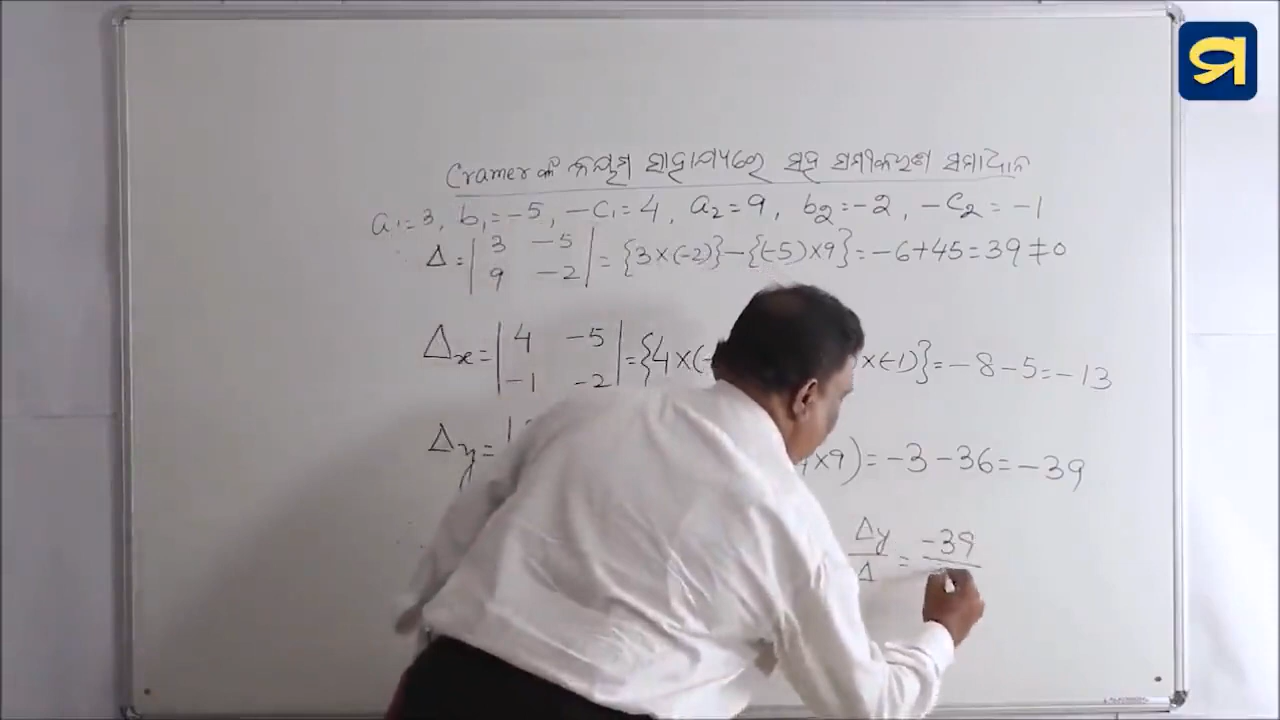 ପ୍ର
Cramerଙ୍କ ନିୟମ ସାହାଯ୍ୟରେ ସହ ସମୀକରଣ ସମାଧାନ
a₁=3, b₁=-5, -c₁=4, a₂=9, b₂=-2, -c₂=-1
Δ=| 3 -5 | = {3×(-2)}-{(-5)×9}=-6+45=39≠0
9 -2
Δx=| 4 -5 |={4×(- ×(-1)}=-8-5=-13
-1 -2
Δy= ×9)=-3-36=-39
Δy/Δ = -39